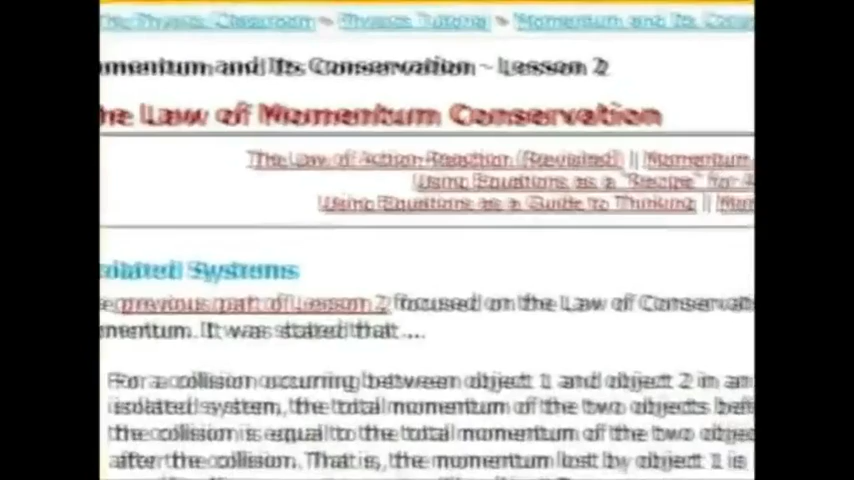 The Physics Classroom » Physics Tutorial » Momentum and Its Conse
omentum and Its Conservation - Lesson 2
he Law of Momentum Conservation
The Law of Action-Reaction (Revisited) || Momentum
Using Equations as a "Recipe" for A
Using Equations as a Guide to Thinking || Mom
olated Systems
e previous part of Lesson 2 focused on the Law of Conservati
mentum. It was stated that ...
For a collision occurring between object 1 and object 2 in an
isolated system, the total momentum of the two objects befo
the collision is equal to the total momentum of the two objec
after the collision. That is, the momentum lost by object 1 is